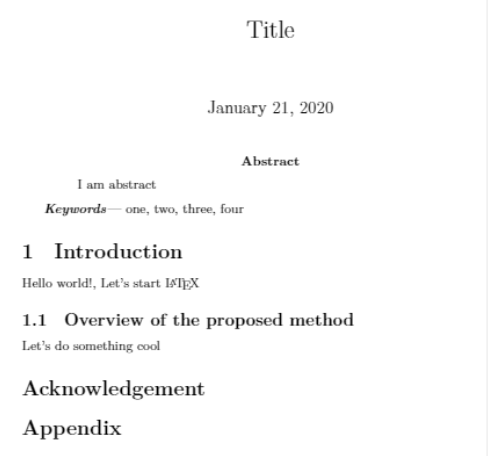 Title
January 21, 2020
Abstract
I am abstract
Keywords— one, two, three, four
1 Introduction
Hello world!, Let's start LATEX
1.1 Overview of the proposed method
Let's do something cool
Acknowledgement
Appendix